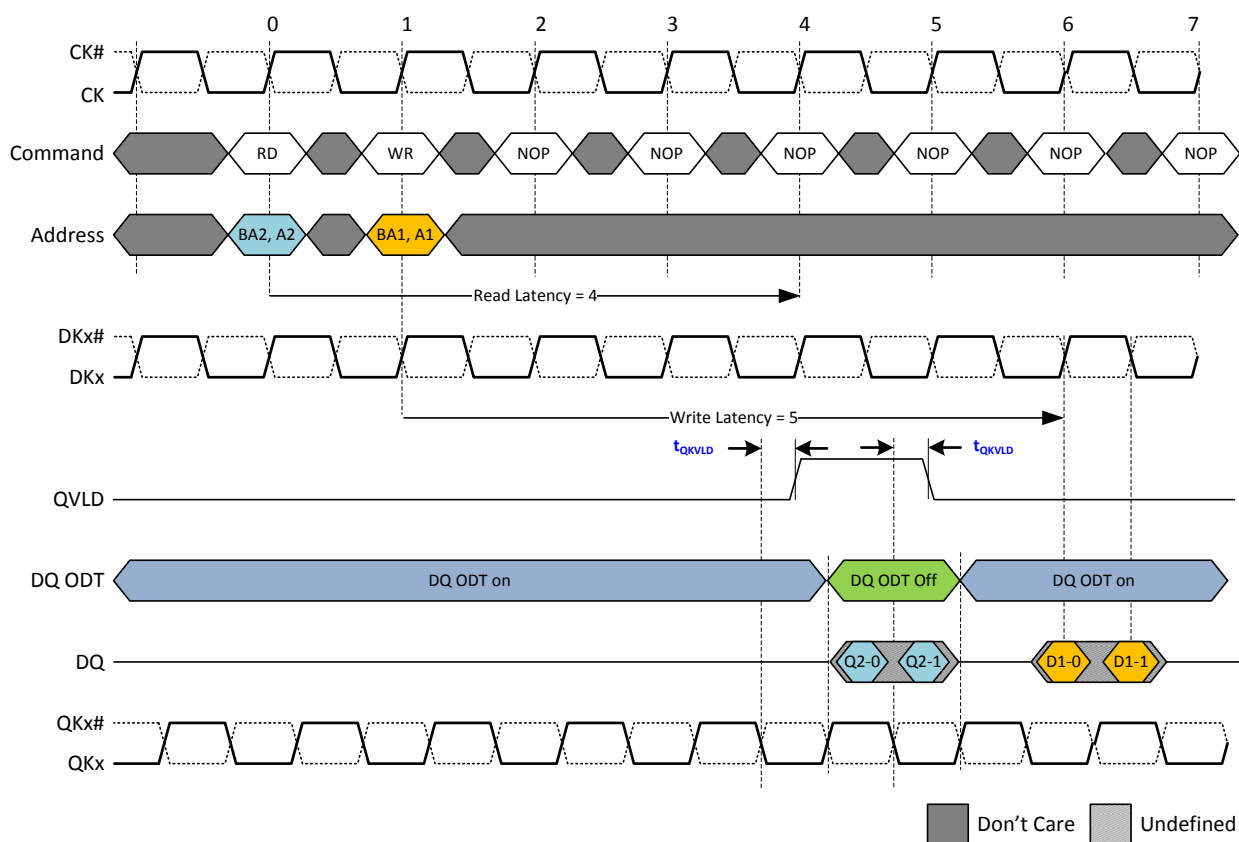 0 1 2 3 4 5 6 7
CK#
CK
Command RD WR NOP NOP NOP NOP NOP NOP
Address BA2, A2 BA1, A1
Read Latency = 4
DKx#
DKx
Write Latency = 5
tQKVLD tQKVLD
QVLD
DQ ODT DQ ODT on DQ ODT Off DQ ODT on
DQ Q2-0 Q2-1 D1-0 D1-1
QKx#
QKx
Don't Care Undefined